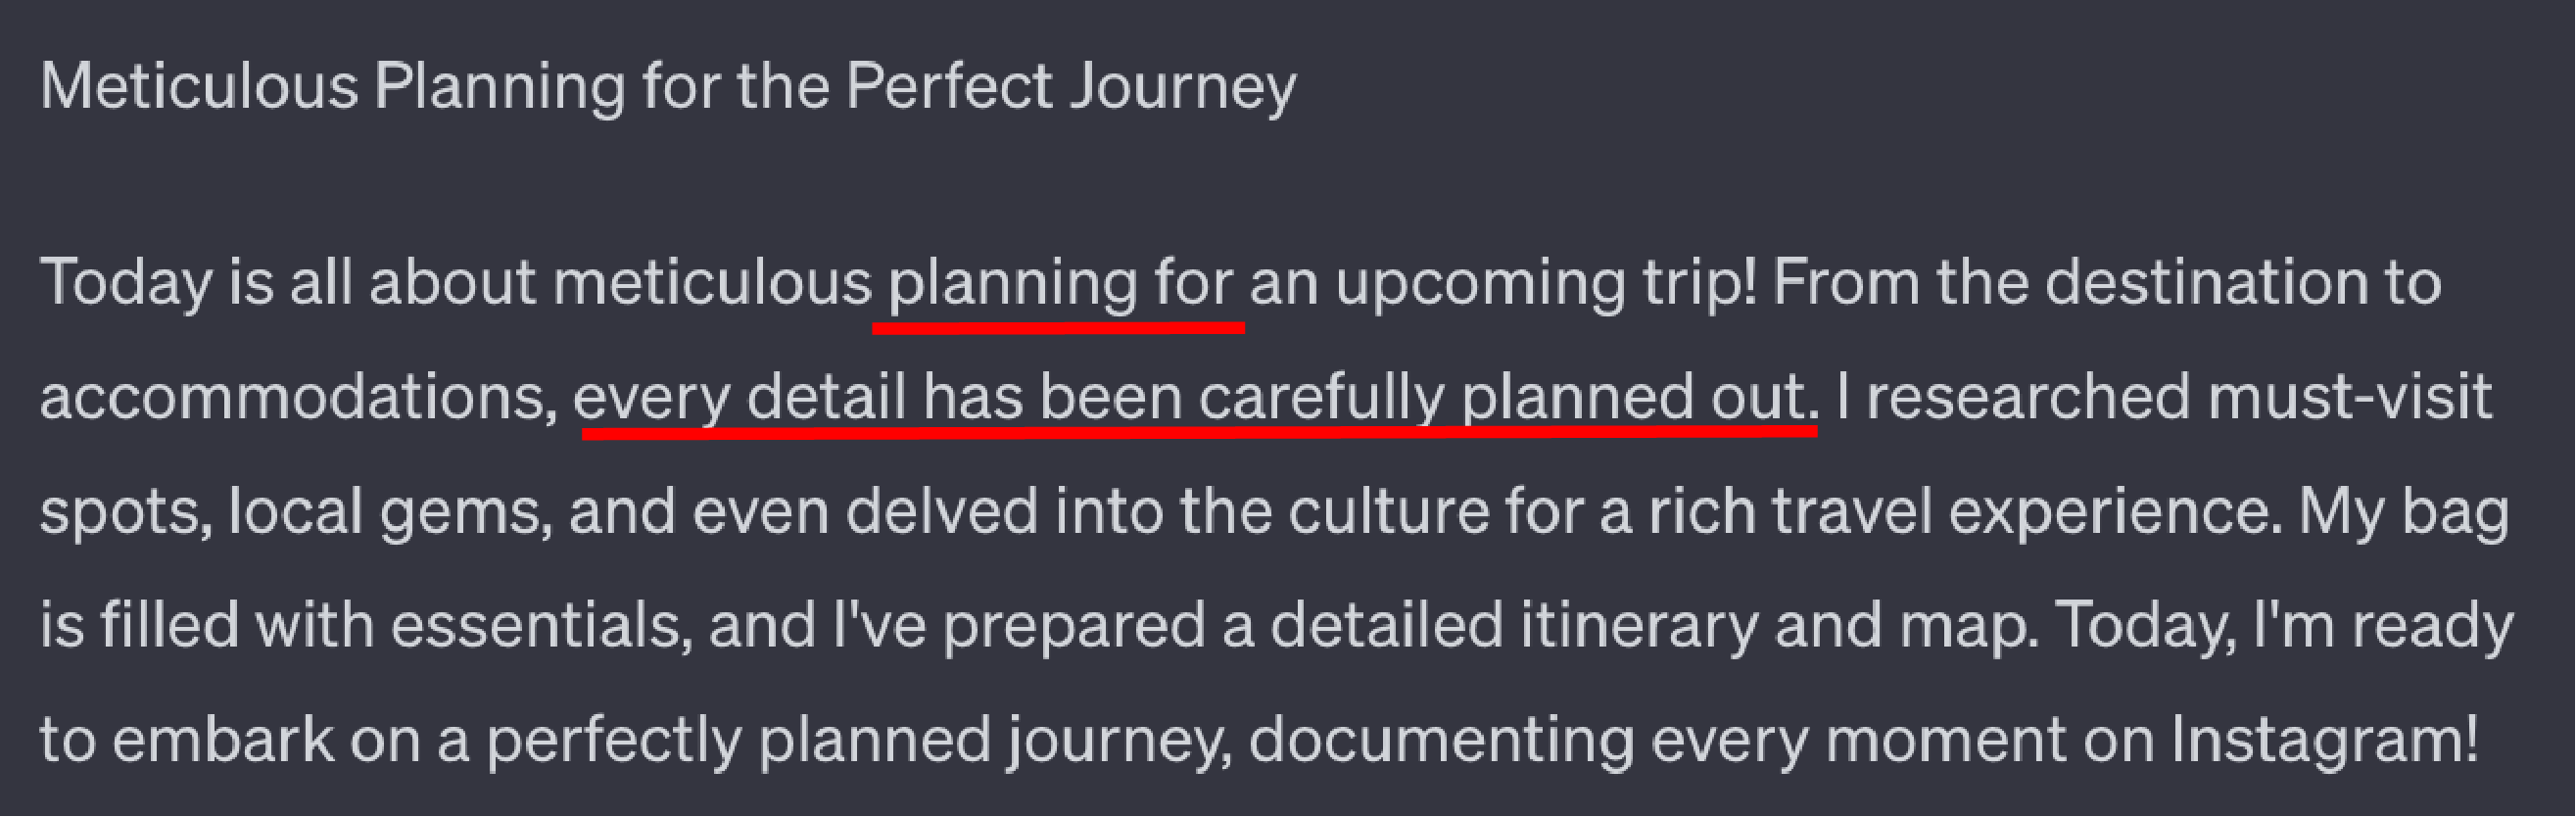 Meticulous Planning for the Perfect Journey
Today is all about meticulous planning for an upcoming trip! From the destination to
accommodations, every detail has been carefully planned out. I researched must-visit
spots, local gems, and even delved into the culture for a rich travel experience. My bag
is filled with essentials, and I've prepared a detailed itinerary and map. Today, I'm ready
to embark on a perfectly planned journey, documenting every moment on Instagram!